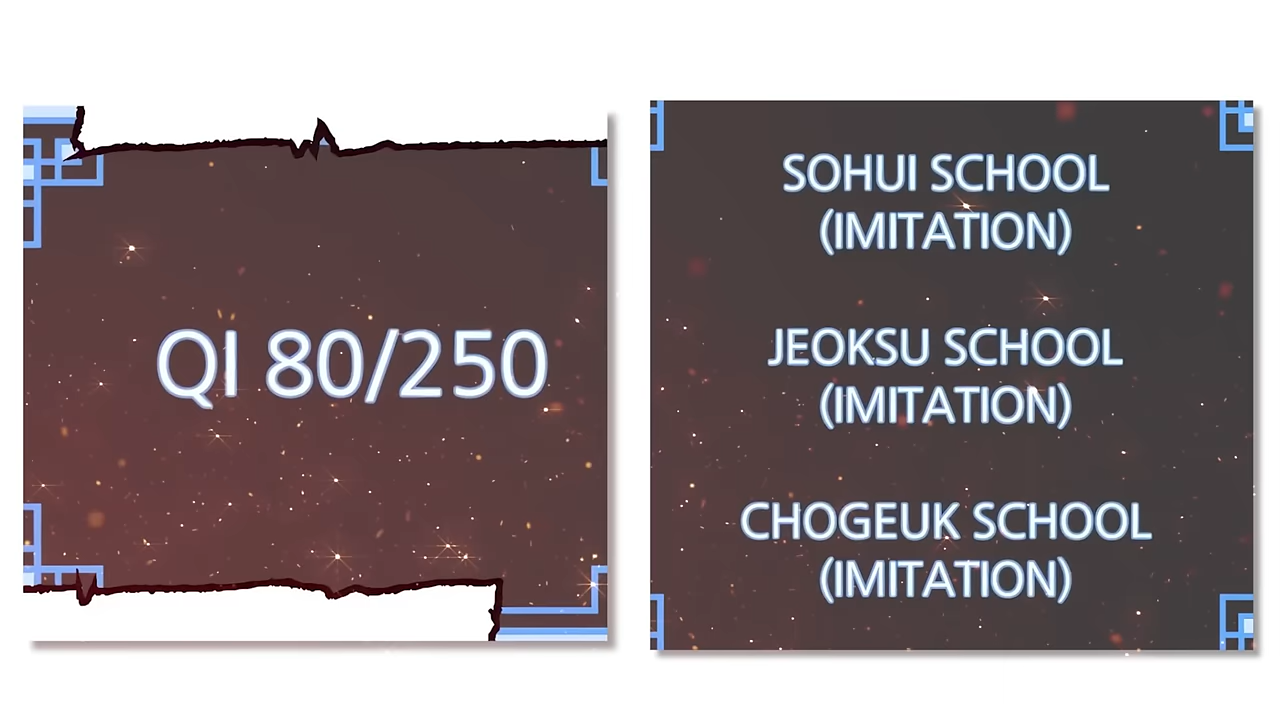 QI 80/250
SOHUI SCHOOL
(IMITATION)
JEOKSU SCHOOL
(IMITATION)
CHOGEUK SCHOOL
(IMITATION)